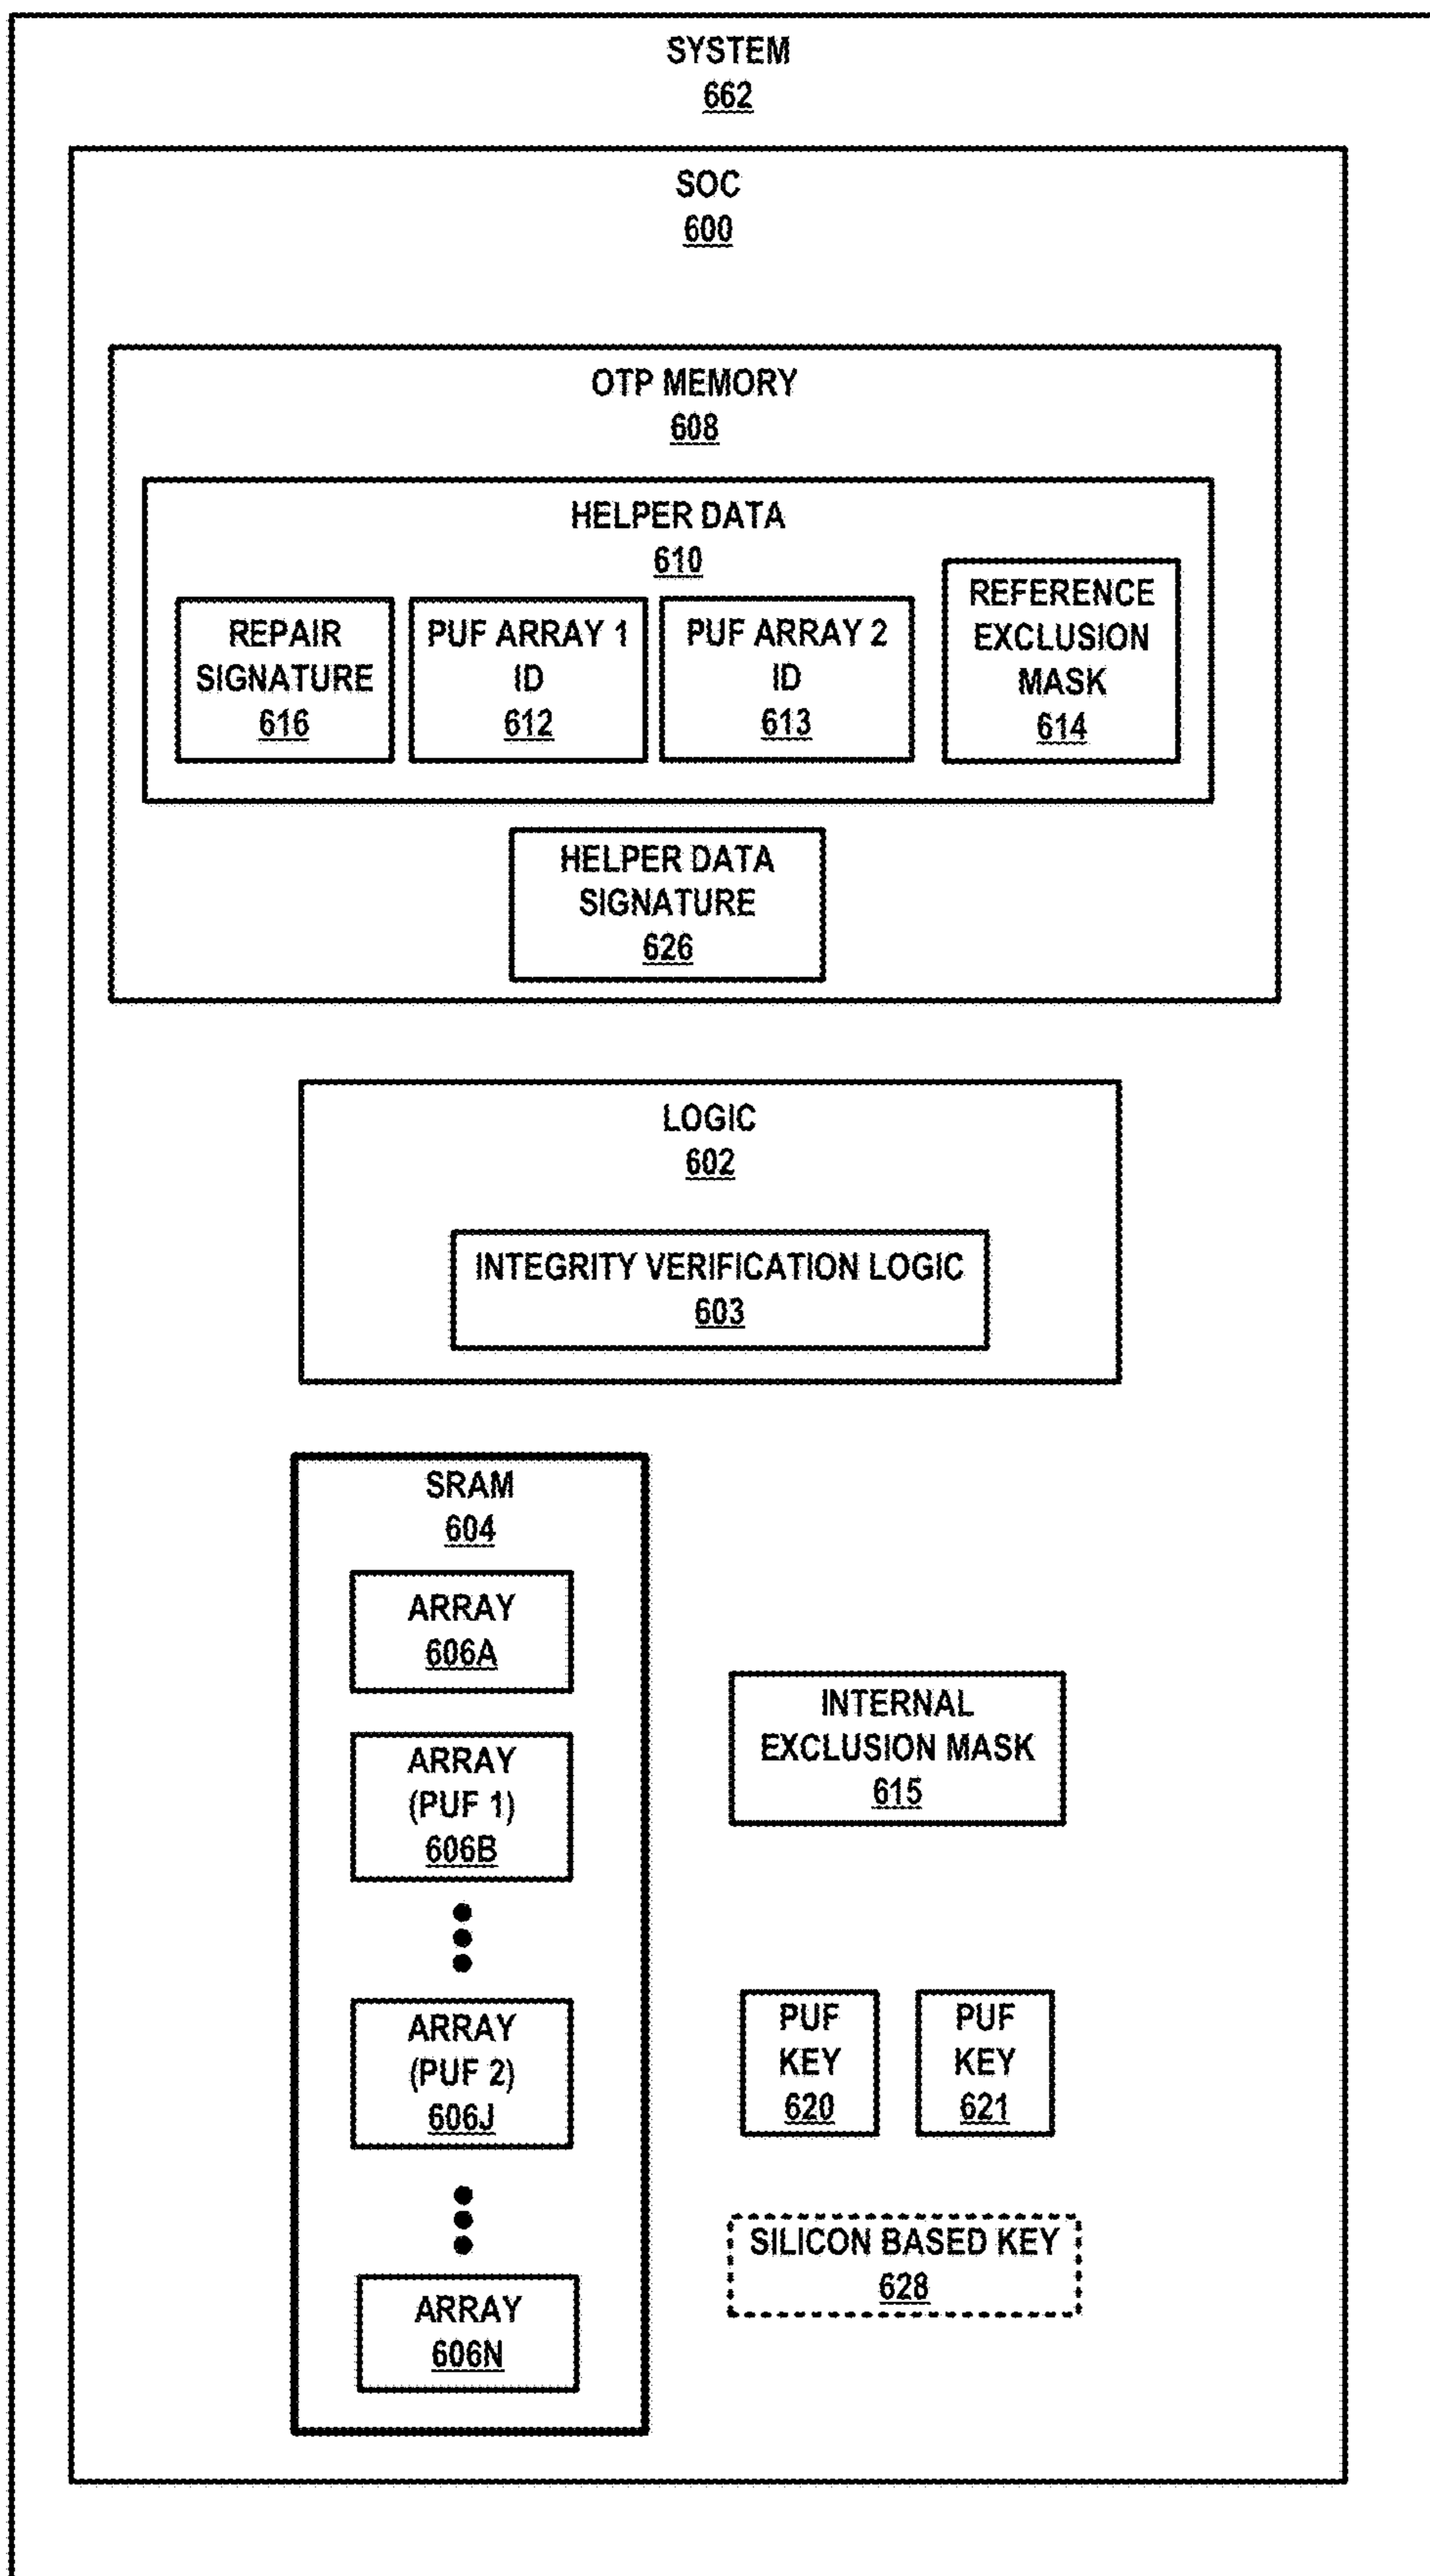 SYSTEM
662
SOC
600
OTP MEMORY
608
HELPER DATA
610
REPAIR
SIGNATURE
616
PUF ARRAY 1
ID
612
PUF ARRAY 2
ID
613
REFERENCE
EXCLUSION
MASK
614
HELPER DATA
SIGNATURE
626
LOGIC
602
INTEGRITY VERIFICATION LOGIC
603
SRAM
604
ARRAY
606A
ARRAY
(PUF 1)
606B
ARRAY
(PUF 2)
606J
ARRAY
606N
INTERNAL
EXCLUSION MASK
615
PUF
KEY
620
PUF
KEY
621
SILICON BASED KEY
628